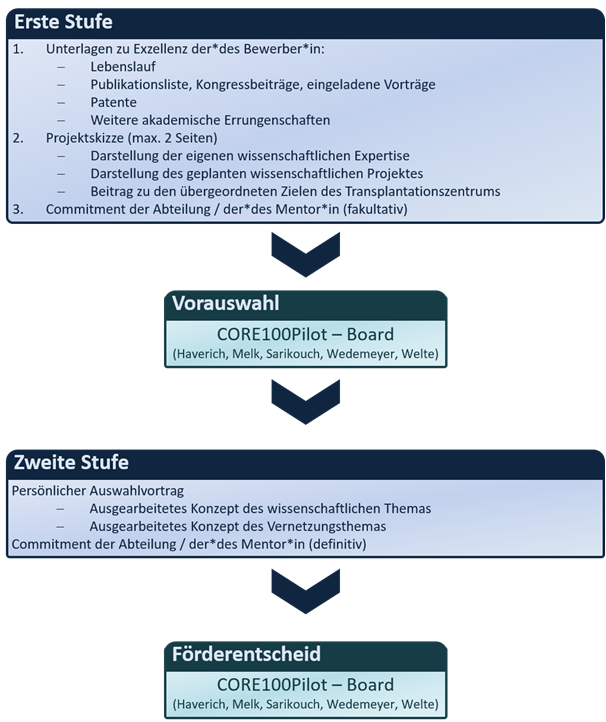 Erste Stufe
1. Unterlagen zu Exzellenz der*des Bewerber*in:
– Lebenslauf
– Publikationsliste, Kongressbeiträge, eingeladene Vorträge
– Patente
– Weitere akademische Errungenschaften
2. Projektskizze (max. 2 Seiten)
– Darstellung der eigenen wissenschaftlichen Expertise
– Darstellung des geplanten wissenschaftlichen Projektes
– Beitrag zu den übergeordneten Zielen des Transplantationszentrums
3. Commitment der Abteilung / der*des Mentor*in (fakultativ)
Vorauswahl
CORE100Pilot – Board
(Haverich, Melk, Sarikouch, Wedemeyer, Welte)
Zweite Stufe
Persönlicher Auswahlvortrag
– Ausgearbeitetes Konzept des wissenschaftlichen Themas
– Ausgearbeitetes Konzept des Vernetzungsthemas
Commitment der Abteilung / der*des Mentor*in (definitiv)
Förderentscheid
CORE100Pilot – Board
(Haverich, Melk, Sarikouch, Wedemeyer, Welte)